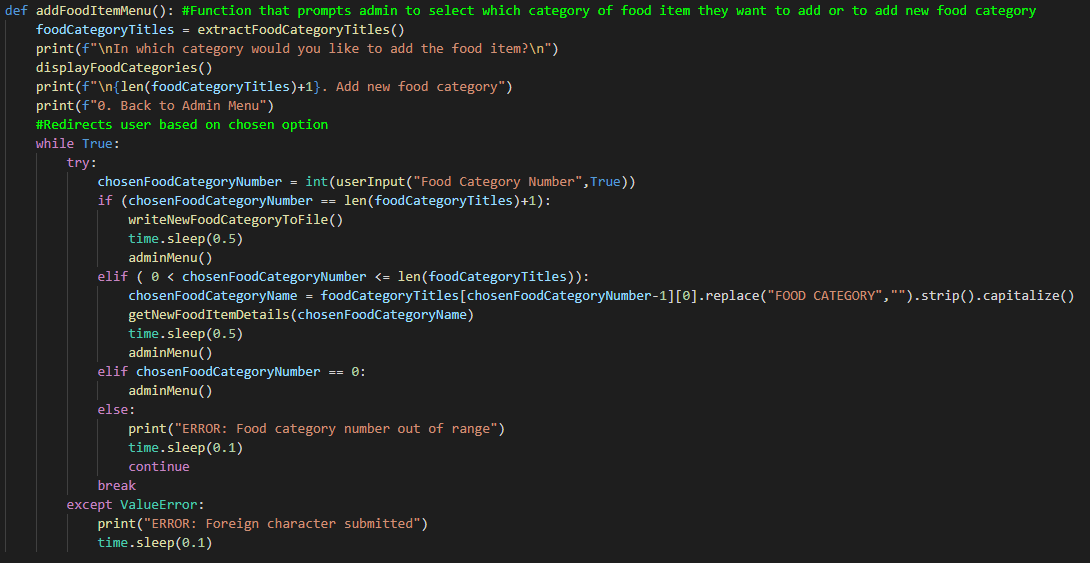 def addFoodItemMenu(): #Function that prompts admin to select which category of food item they want to add or to add new food category
    foodCategoryTitles = extractFoodCategoryTitles()
    print(f"\nIn which category would you like to add the food item?\n")
    displayFoodCategories()
    print(f"\n{len(foodCategoryTitles)+1}. Add new food category")
    print(f"0. Back to Admin Menu")
    #Redirects user based on chosen option
    while True:
        try:
            chosenFoodCategoryNumber = int(userInput("Food Category Number",True))
            if (chosenFoodCategoryNumber == len(foodCategoryTitles)+1):
                writeNewFoodCategoryToFile()
                time.sleep(0.5)
                adminMenu()
            elif ( 0 < chosenFoodCategoryNumber <= len(foodCategoryTitles)):
                chosenFoodCategoryName = foodCategoryTitles[chosenFoodCategoryNumber-1][0].replace("FOOD CATEGORY","").strip().capitalize()
                getNewFoodItemDetails(chosenFoodCategoryName)
                time.sleep(0.5)
                adminMenu()
            elif chosenFoodCategoryNumber == 0:
                adminMenu()
            else:
                print("ERROR: Food category number out of range")
                time.sleep(0.1)
                continue
            break
        except ValueError:
            print("ERROR: Foreign character submitted")
            time.sleep(0.1)